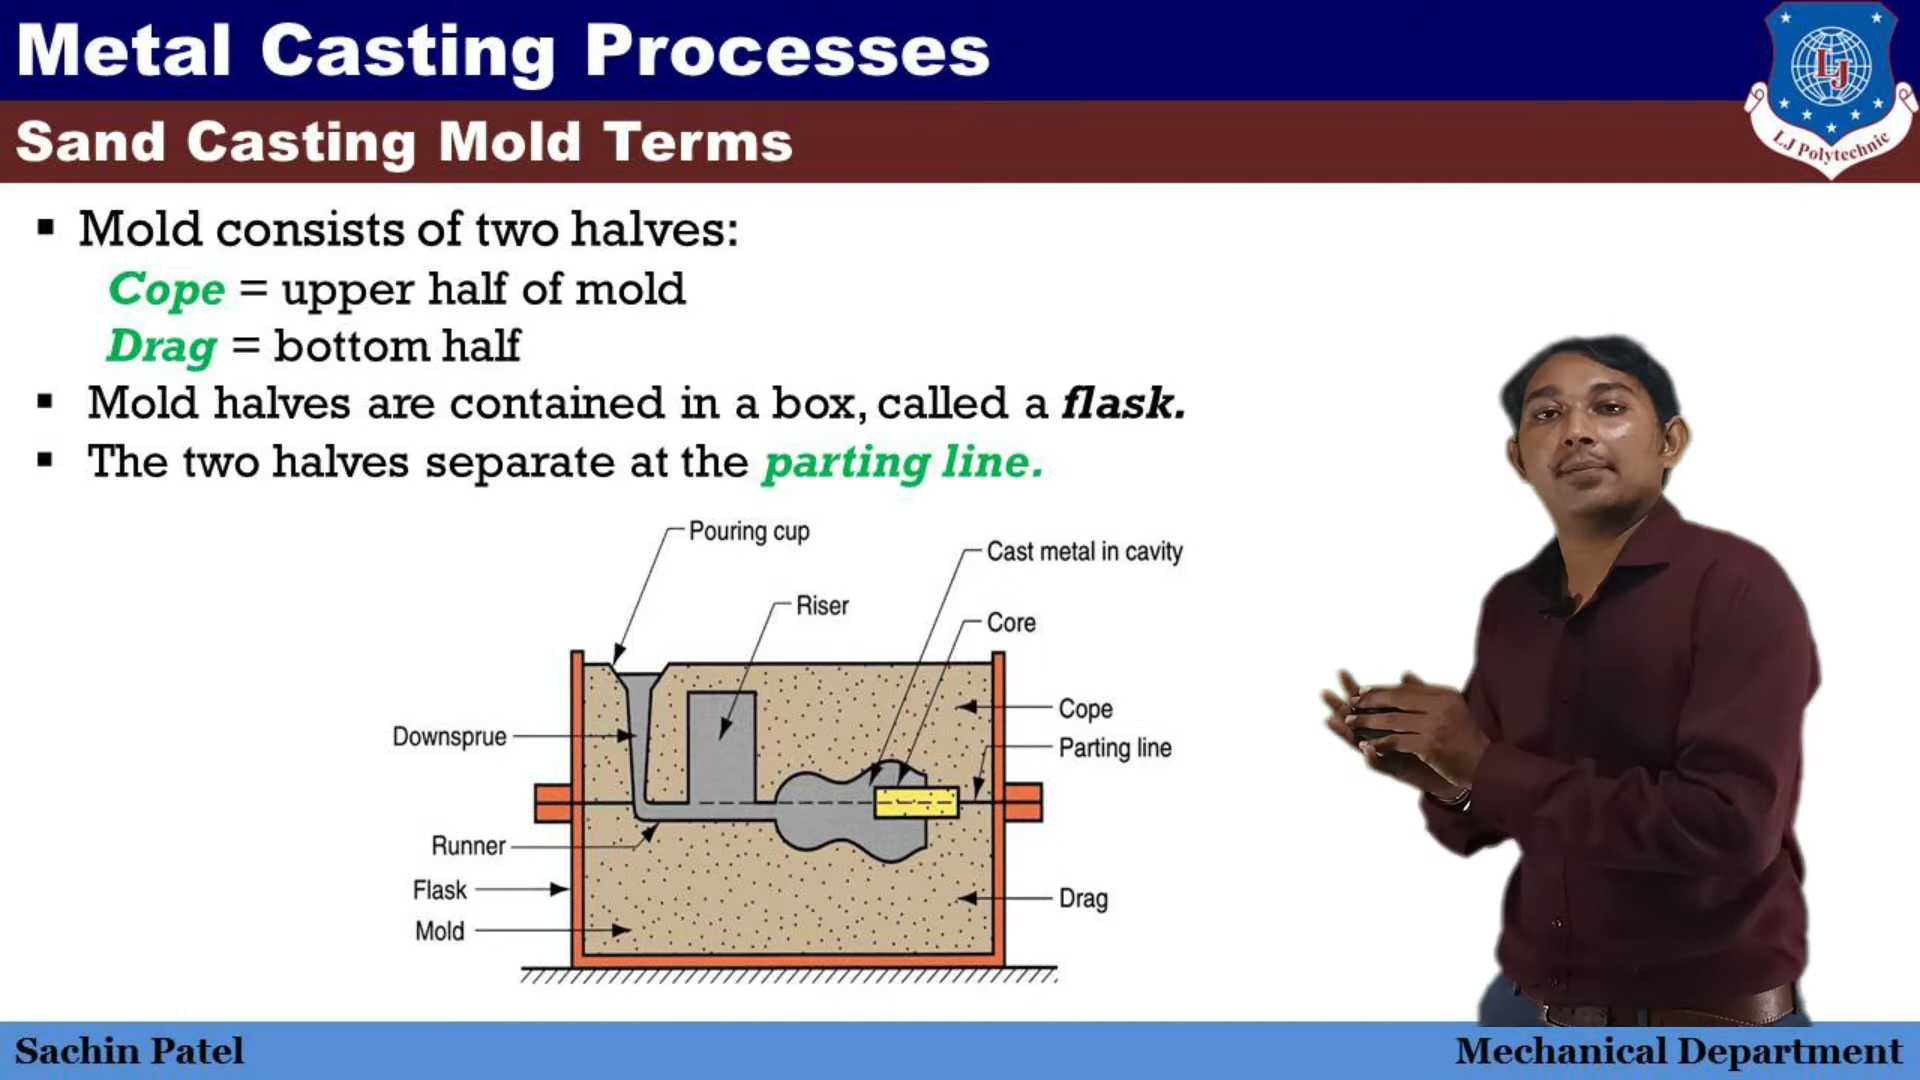 Metal Casting Processes
Sand Casting Mold Terms
LJ
LJ Polytechnic
▪ Mold consists of two halves:
Cope = upper half of mold
Drag = bottom half
▪ Mold halves are contained in a box, called a flask.
▪ The two halves separate at the parting line.
Pouring cup
Cast metal in cavity
Riser
Core
Cope
Downsprue
Parting line
Runner
Flask
Drag
Mold
Sachin Patel
Mechanical Department